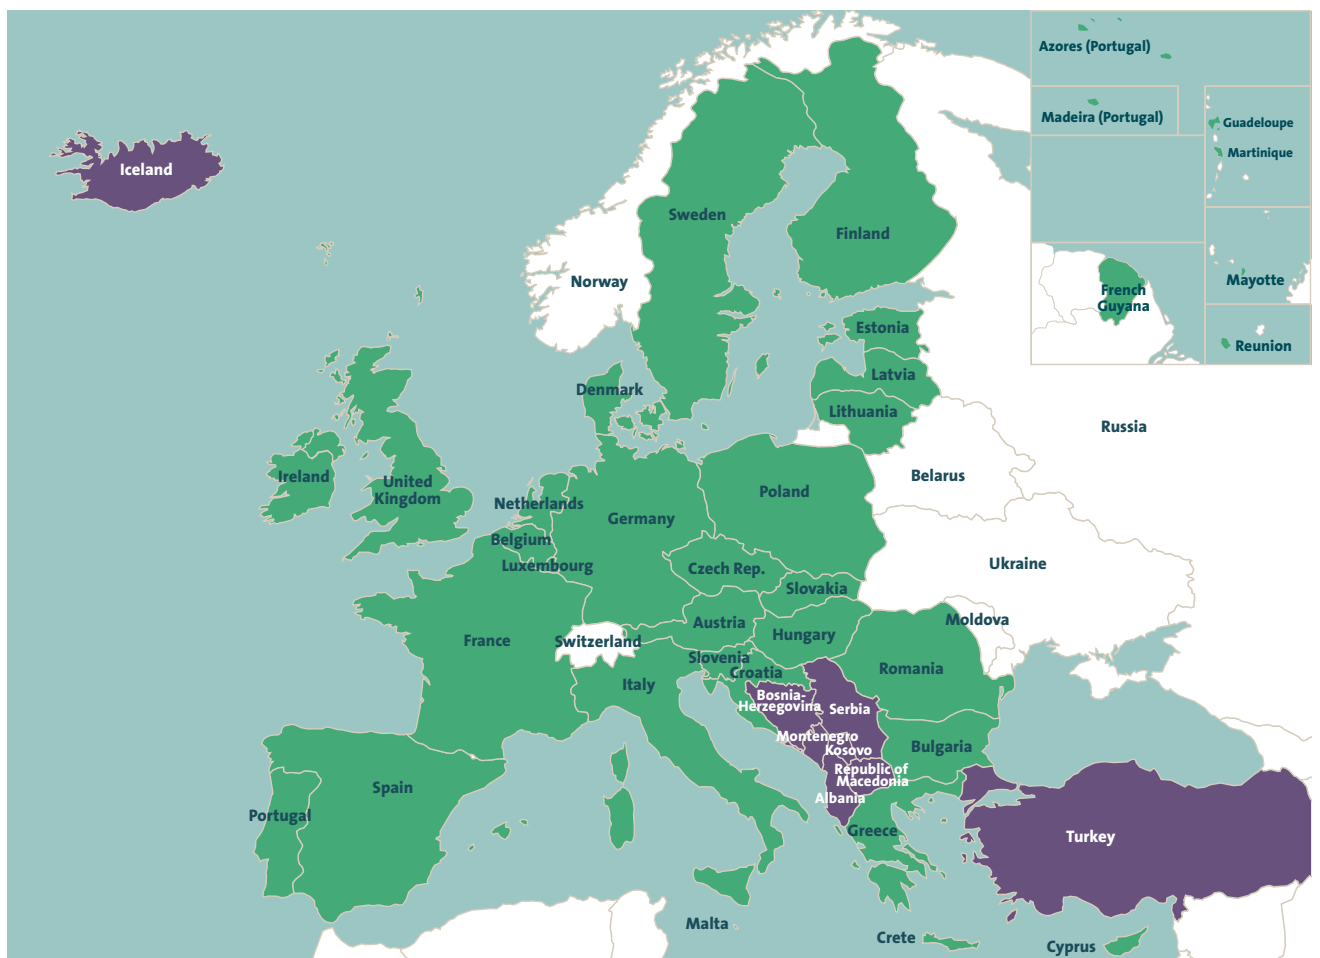 Azores (Portugal)
Madeira (Portugal)
Guadeloupe
Martinique
Iceland
Sweden
Finland
Norway
Mayotte
French
Guyana
Estonia
Reunion
Latvia
Denmark
Lithuania
Russia
Ireland
United
Kingdom
Belarus
Netherlands
Poland
Germany
Belgium
Luxembourg
Czech Rep.
Ukraine
Slovakia
Austria
Moldova
France
Switzerland
Hungary
Slovenia
Croatia
Romania
Italy
Bosnia-
Herzegovina
Serbia
Montenegro
Kosovo
Bulgaria
Republic of
Macedonia
Spain
Albania
Portugal
Greece
Turkey
Malta
Crete
Cyprus